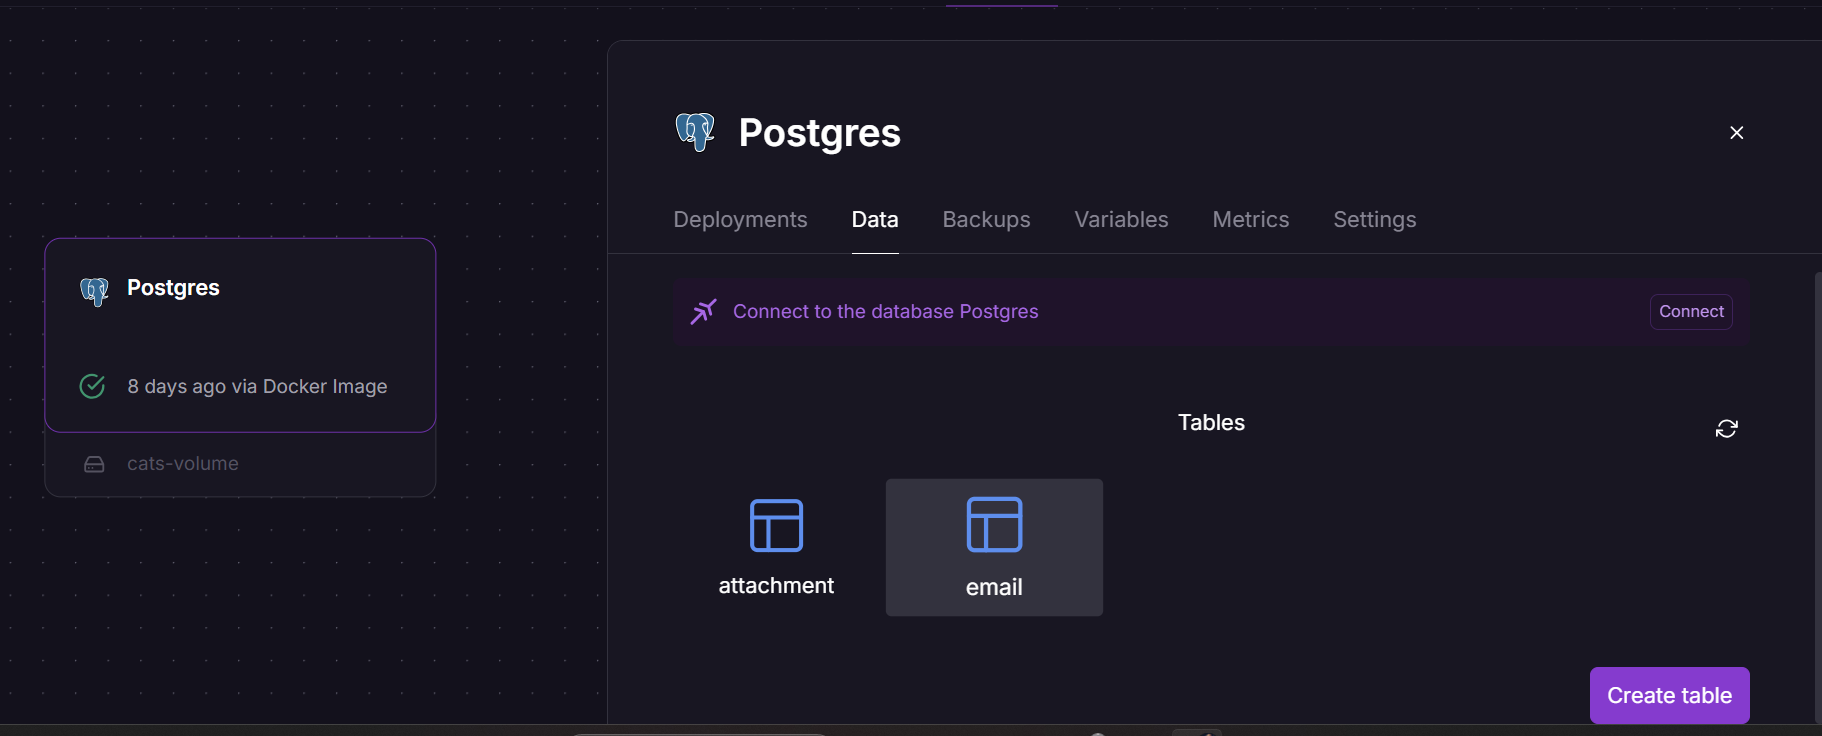 Postgres
8 days ago via Docker Image
cats-volume
Postgres
Deployments Data Backups Variables Metrics Settings
Connect to the database Postgres Connect
Tables
attachment email
Create table